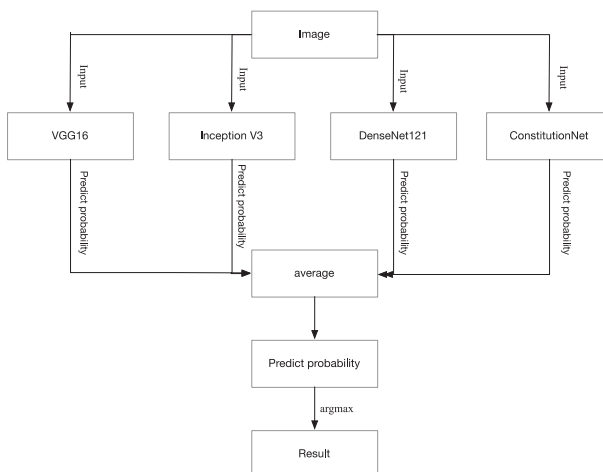 Image
Input
Input
Input
Input
VGG16
Inception V3
DenseNet121
ConstitutionNet
Predict probability
Predict probability
Predict probability
Predict probability
average
Predict probability
argmax
Result